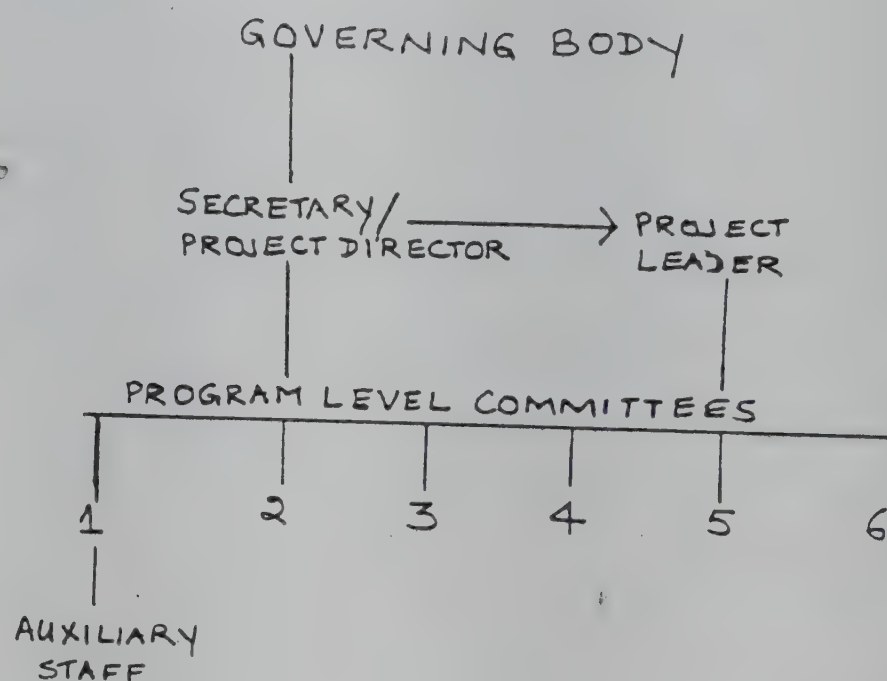 GOVERNING BODY
SECRETARY/
PROJECT DIRECTOR
PROJECT
LEADER
PROGRAM LEVEL COMMITTEES
1 2 3 4 5 6
AUXILIARY
STAFF